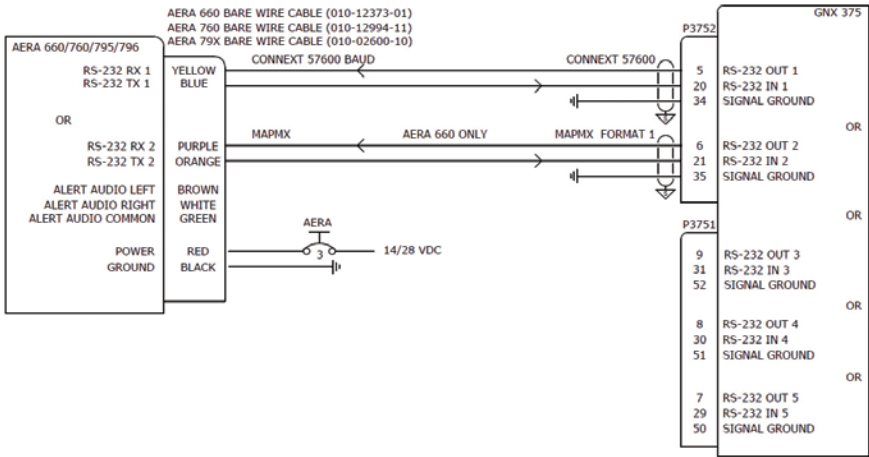 AERA 660 BARE WIRE CABLE (010-12373-01)
AERA 760 BARE WIRE CABLE (010-12994-11)
AERA 79X BARE WIRE CABLE (010-02600-10)
GNX 375
P3752
AERA 660/760/795/796
CONNEXT 57600 BAUD CONNEXT 57600
RS-232 RX 1 YELLOW 5 RS-232 OUT 1
RS-232 TX 1 BLUE 20 RS-232 IN 1
34 SIGNAL GROUND
OR OR
MAPMX AERA 660 ONLY MAPMX FORMAT 1
RS-232 RX 2 PURPLE 6 RS-232 OUT 2
RS-232 TX 2 ORANGE 21 RS-232 IN 2
35 SIGNAL GROUND
ALERT AUDIO LEFT BROWN
ALERT AUDIO RIGHT WHITE
ALERT AUDIO COMMON GREEN
OR
AERA
P3751
POWER RED 3 14/28 VDC
GROUND BLACK
9 RS-232 OUT 3
31 RS-232 IN 3
52 SIGNAL GROUND
OR
8 RS-232 OUT 4
30 RS-232 IN 4
51 SIGNAL GROUND
OR
7 RS-232 OUT 5
29 RS-232 IN 5
50 SIGNAL GROUND